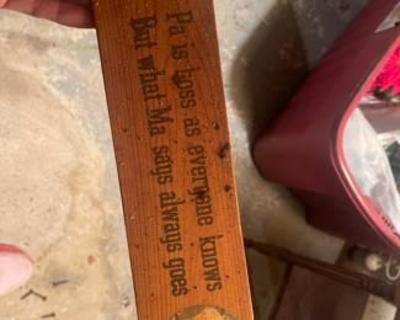 Pa is boss as everyone knows
But what Ma says always goes